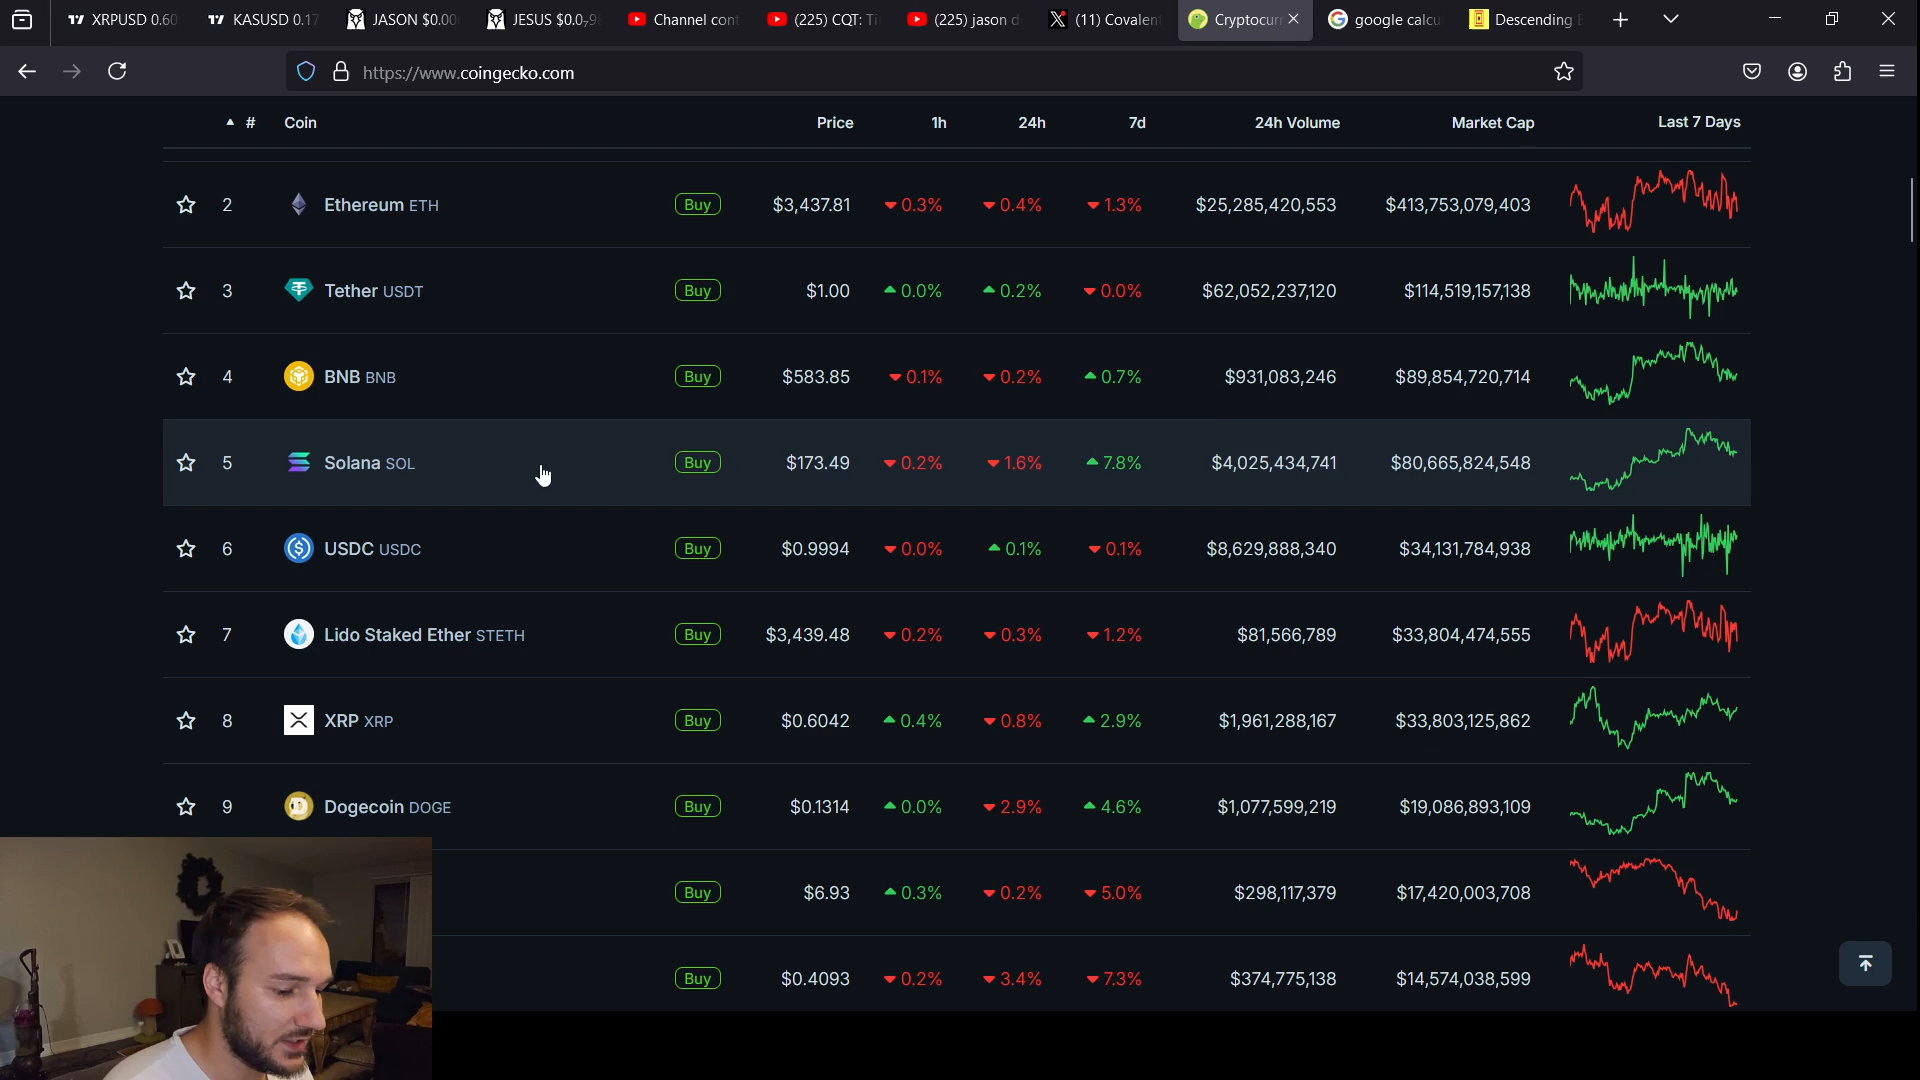 XRPUSD 0.60 KASUSD 0.17 JASON $0.00 JESUS $0.0 Channel con (225) CQT: Ti (225) jason d (11) Covalen Cryptocur google calcu Descending
https://www.coingecko.com
# Coin Price 1h 24h 7d 24h Volume Market Cap Last 7 Days
2 Ethereum ETH Buy $3,437.81 0.3% 0.4% 1.3% $25,285,420,553 $413,753,079,403
3 Tether USDT Buy $1.00 0.0% 0.2% 0.0% $62,052,237,120 $114,519,157,138
4 BNB BNB Buy $583.85 0.1% 0.2% 0.7% $931,083,246 $89,854,720,714
5 Solana SOL Buy $173.49 0.2% 1.6% 7.8% $4,025,434,741 $80,665,824,548
6 USDC USDC Buy $0.9994 0.0% 0.1% 0.1% $8,629,888,340 $34,131,784,938
7 Lido Staked Ether STETH Buy $3,439.48 0.2% 0.3% 1.2% $81,566,789 $33,804,474,555
8 XRP XRP Buy $0.6042 0.4% 0.8% 2.9% $1,961,288,167 $33,803,125,862
9 Dogecoin DOGE Buy $0.1314 0.0% 2.9% 4.6% $1,077,599,219 $19,086,893,109
Buy $6.93 0.3% 0.2% 5.0% $298,117,379 $17,420,003,708
Buy $0.4093 0.2% 3.4% 7.3% $374,775,138 $14,574,038,599